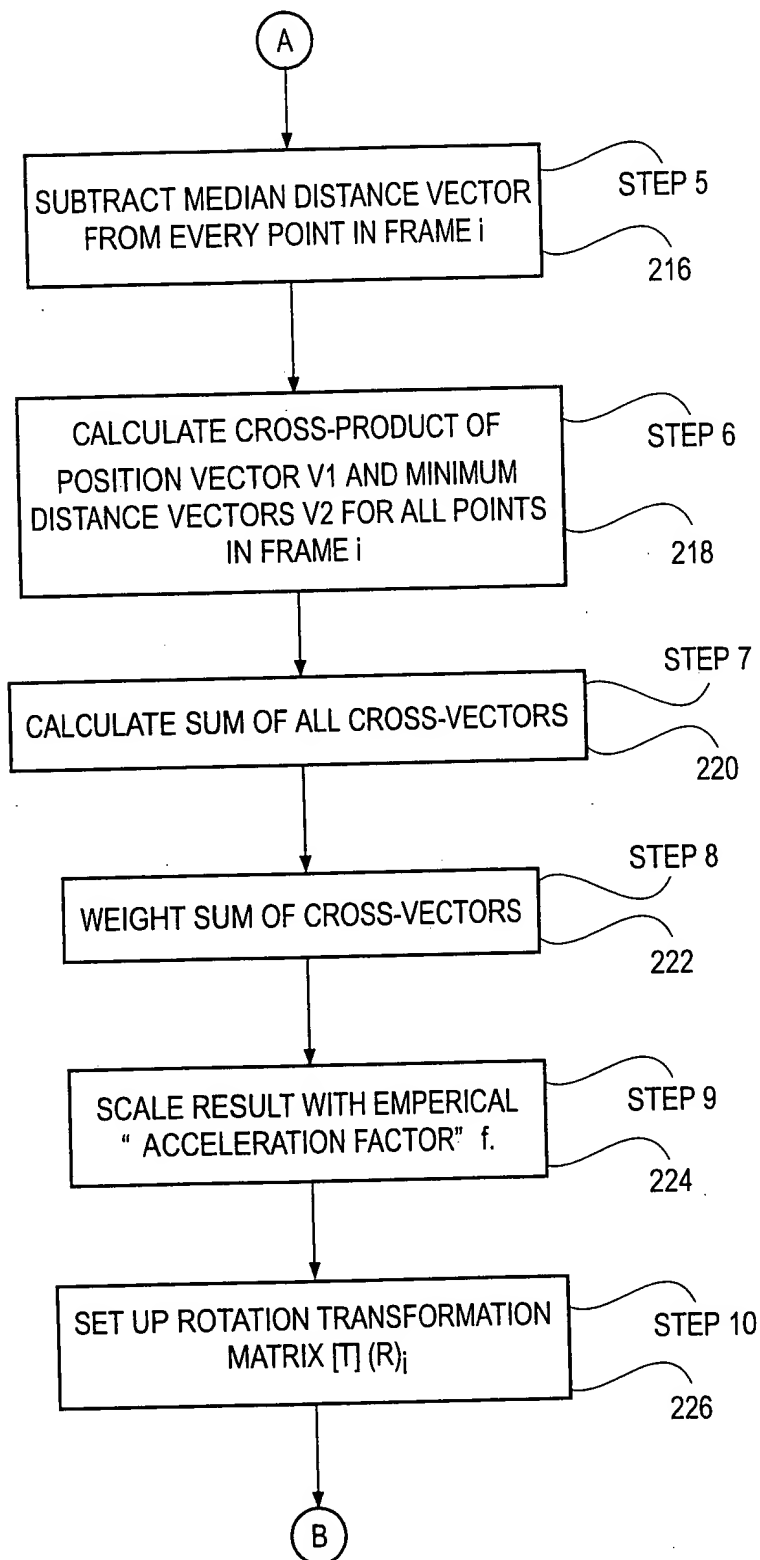 A
SUBTRACT MEDIAN DISTANCE VECTOR
FROM EVERY POINT IN FRAME i
STEP 5
216
CALCULATE CROSS-PRODUCT OF
POSITION VECTOR V1 AND MINIMUM
DISTANCE VECTORS V2 FOR ALL POINTS
IN FRAME i
STEP 6
218
CALCULATE SUM OF ALL CROSS-VECTORS
STEP 7
220
WEIGHT SUM OF CROSS-VECTORS
STEP 8
222
SCALE RESULT WITH EMPERICAL
“ ACCELERATION FACTOR” f.
STEP 9
224
SET UP ROTATION TRANSFORMATION
MATRIX [T] (R)i
STEP 10
226
B